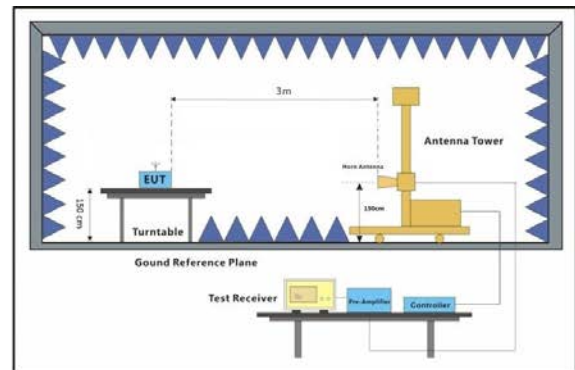 3m
Antenna Tower
Horn Antenna
EUT
150 cm
150cm
Turntable
Gound Reference Plane
Test Receiver
Pre-Amplifier
Controller